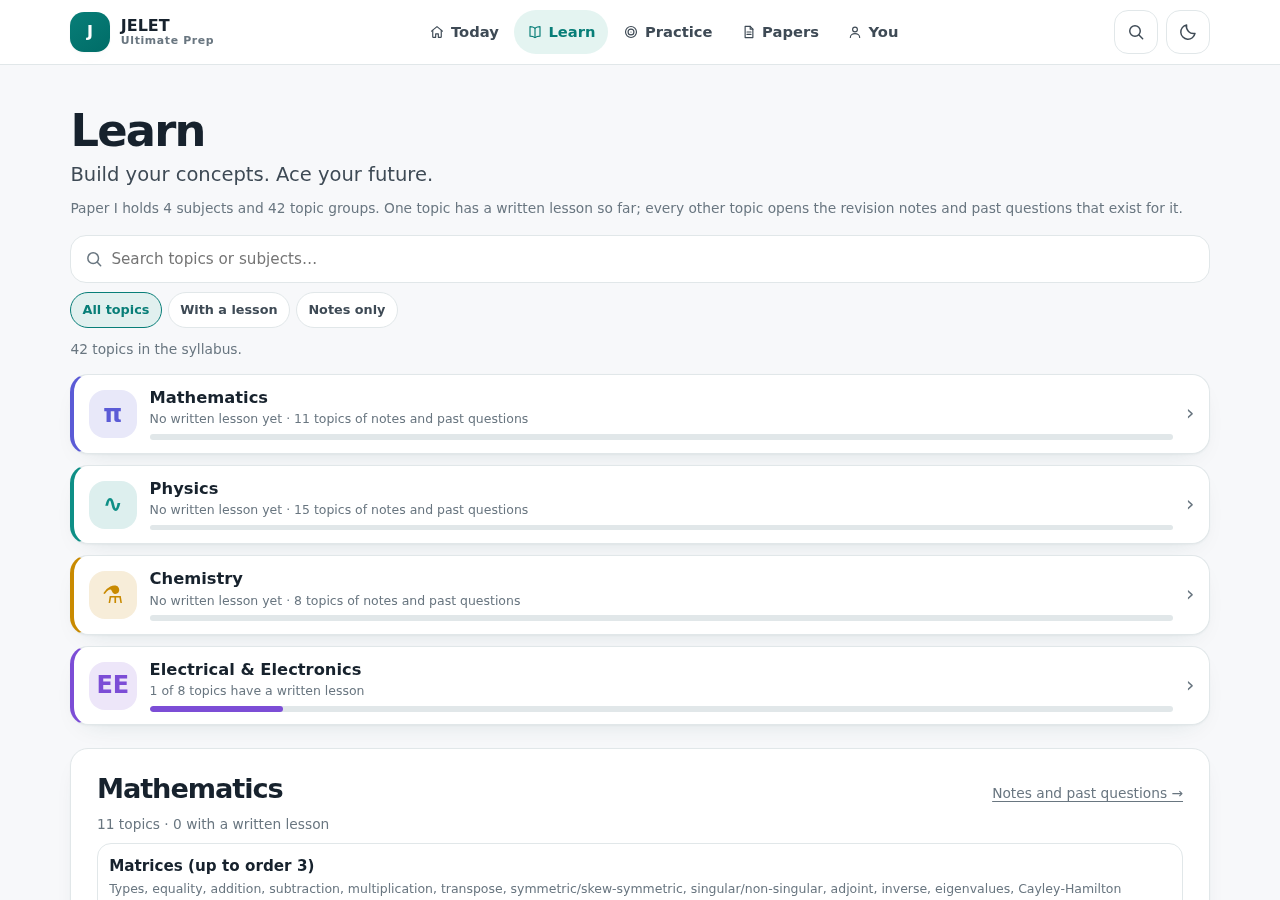 J
JELET
Ultimate Prep
Today
Learn
Practice
Papers
You
Learn
Build your concepts. Ace your future.
Paper I holds 4 subjects and 42 topic groups. One topic has a written lesson so far; every other topic opens the revision notes and past questions that exist for it.
Search topics or subjects…
All topics
With a lesson
Notes only
42 topics in the syllabus.
π
Mathematics
No written lesson yet · 11 topics of notes and past questions
›
∿
Physics
No written lesson yet · 15 topics of notes and past questions
›
⚗
Chemistry
No written lesson yet · 8 topics of notes and past questions
›
EE
Electrical & Electronics
1 of 8 topics have a written lesson
›
Mathematics
Notes and past questions →
11 topics · 0 with a written lesson
Matrices (up to order 3)
Types, equality, addition, subtraction, multiplication, transpose, symmetric/skew-symmetric, singular/non-singular, adjoint, inverse, eigenvalues, Cayley-Hamilton